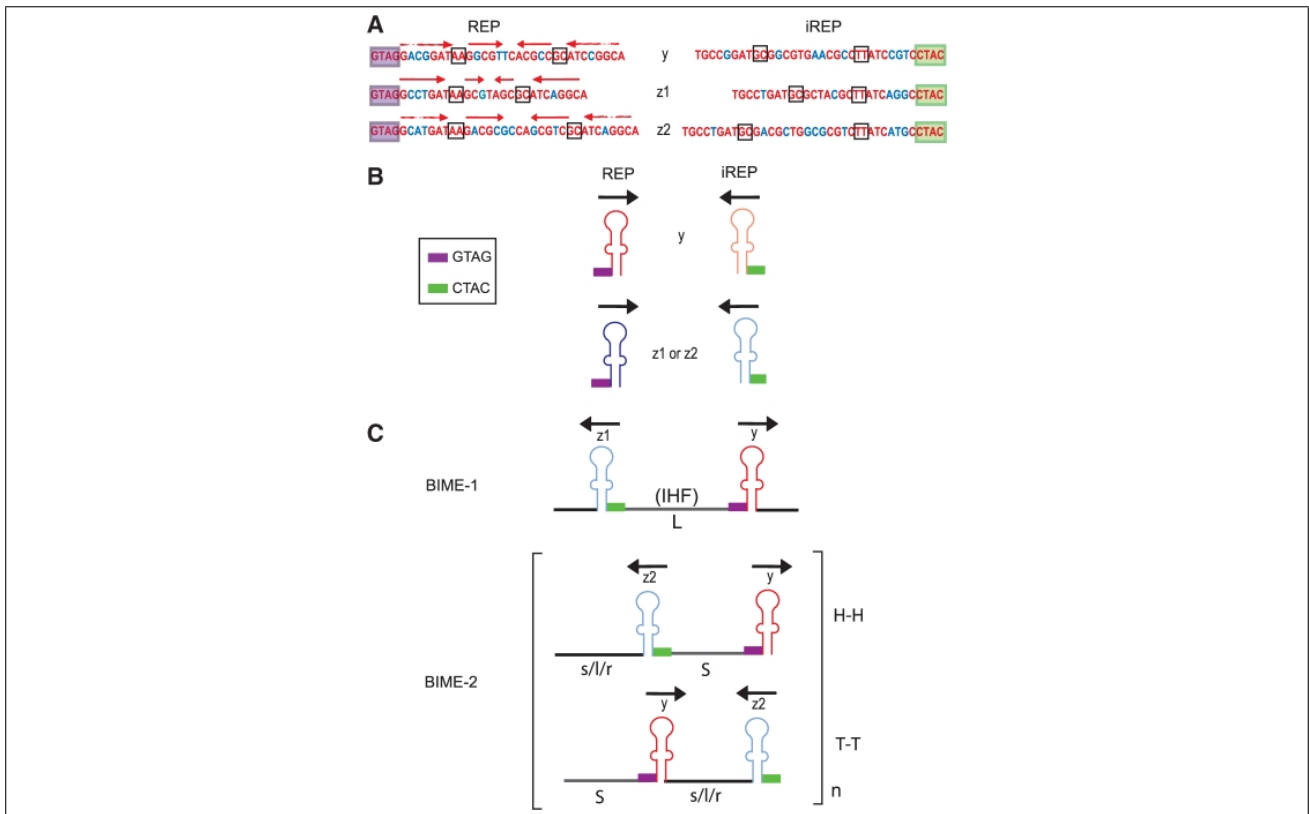 A
REP iREP
GTAGGACGGATAAGGCGTTCACGCCGCATCCGGCA y TGCCGGATGCGGCGTGAACGCCTTATCCGTCCTAC
GTAGGCCTGATAAGCGTAGCGCATCAGGCA z1 TGCCTGATGCGCTACGCTTATCAGGCCTAC
GTAGGCATGATAAGACGCGCCAGCGTCGCATCAGGCA z2 TGCCTGATGCGACGCTGGCGCGTCTTATCATGCCTAC
B
REP iREP
y
GTAG
CTAC
z1 or z2
C
z1 y
BIME-1
(IHF)
L
z2 y
H-H
s/l/r S
BIME-2
y z2
T-T
S s/l/r
n